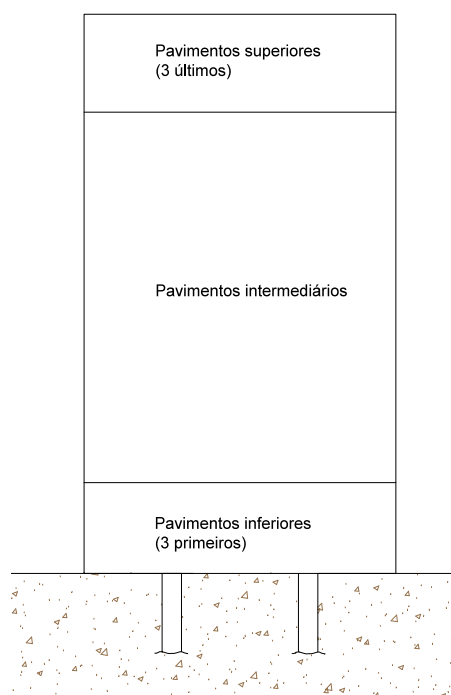 Pavimentos superiores
(3 últimos)
Pavimentos intermediários
Pavimentos inferiores
(3 primeiros)